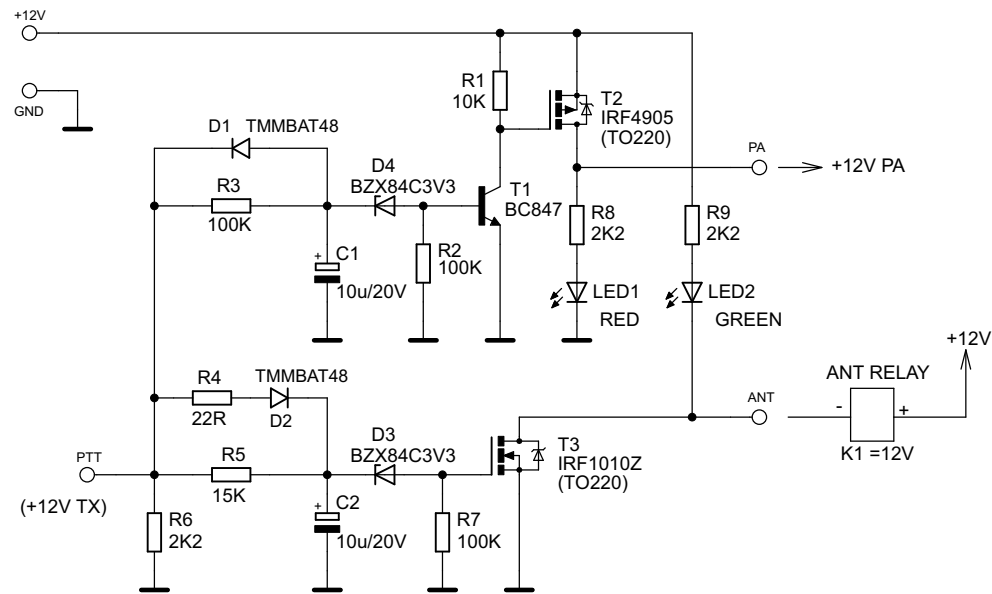 +12V
GND
D1 TMMBAT48
R3
100K
D4
BZX84C3V3
C1
10u/20V
R2
100K
R1
10K
T1
BC847
T2
IRF4905
(TO220)
PA
+12V PA
R8
2K2
R9
2K2
LED1
RED
LED2
GREEN
+12V
ANT RELAY
ANT
- +
K1 =12V
R4
22R
TMMBAT48
D2
D3
BZX84C3V3
T3
IRF1010Z
(TO220)
PTT
(+12V TX)
R5
15K
R6
2K2
+
C2
10u/20V
R7
100K
+